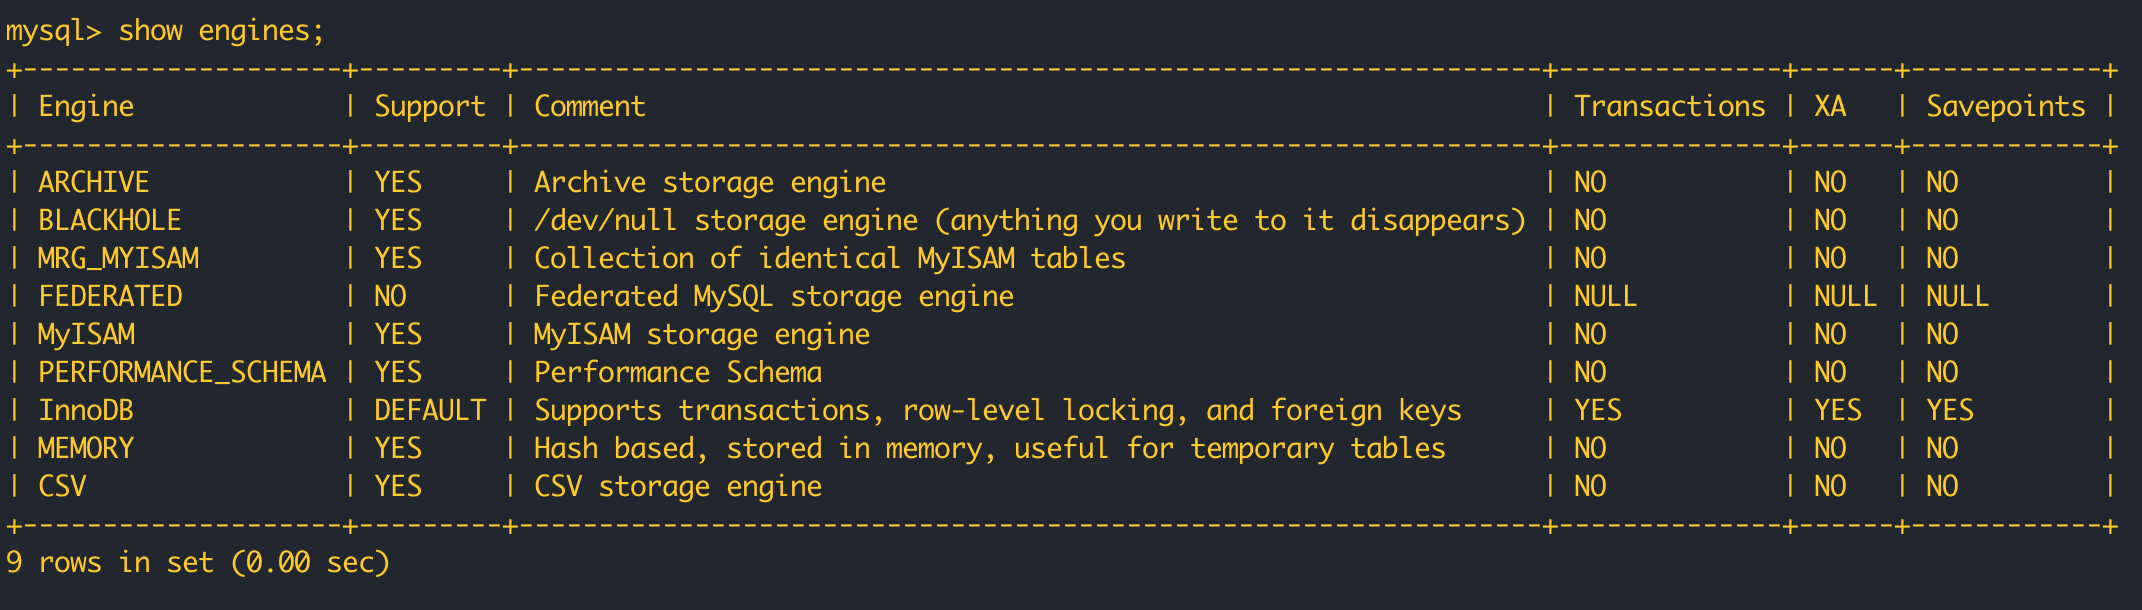 mysql> show engines;
+--------------------+---------+----------------------------------------------------------------+--------------+------+------------+
| Engine             | Support | Comment                                                        | Transactions | XA   | Savepoints |
+--------------------+---------+----------------------------------------------------------------+--------------+------+------------+
| ARCHIVE            | YES     | Archive storage engine                                         | NO           | NO   | NO         |
| BLACKHOLE          | YES     | /dev/null storage engine (anything you write to it disappears) | NO           | NO   | NO         |
| MRG_MYISAM         | YES     | Collection of identical MyISAM tables                          | NO           | NO   | NO         |
| FEDERATED          | NO      | Federated MySQL storage engine                                 | NULL         | NULL | NULL       |
| MyISAM             | YES     | MyISAM storage engine                                          | NO           | NO   | NO         |
| PERFORMANCE_SCHEMA | YES     | Performance Schema                                             | NO           | NO   | NO         |
| InnoDB             | DEFAULT | Supports transactions, row-level locking, and foreign keys     | YES          | YES  | YES        |
| MEMORY             | YES     | Hash based, stored in memory, useful for temporary tables      | NO           | NO   | NO         |
| CSV                | YES     | CSV storage engine                                             | NO           | NO   | NO         |
+--------------------+---------+----------------------------------------------------------------+--------------+------+------------+
9 rows in set (0.00 sec)